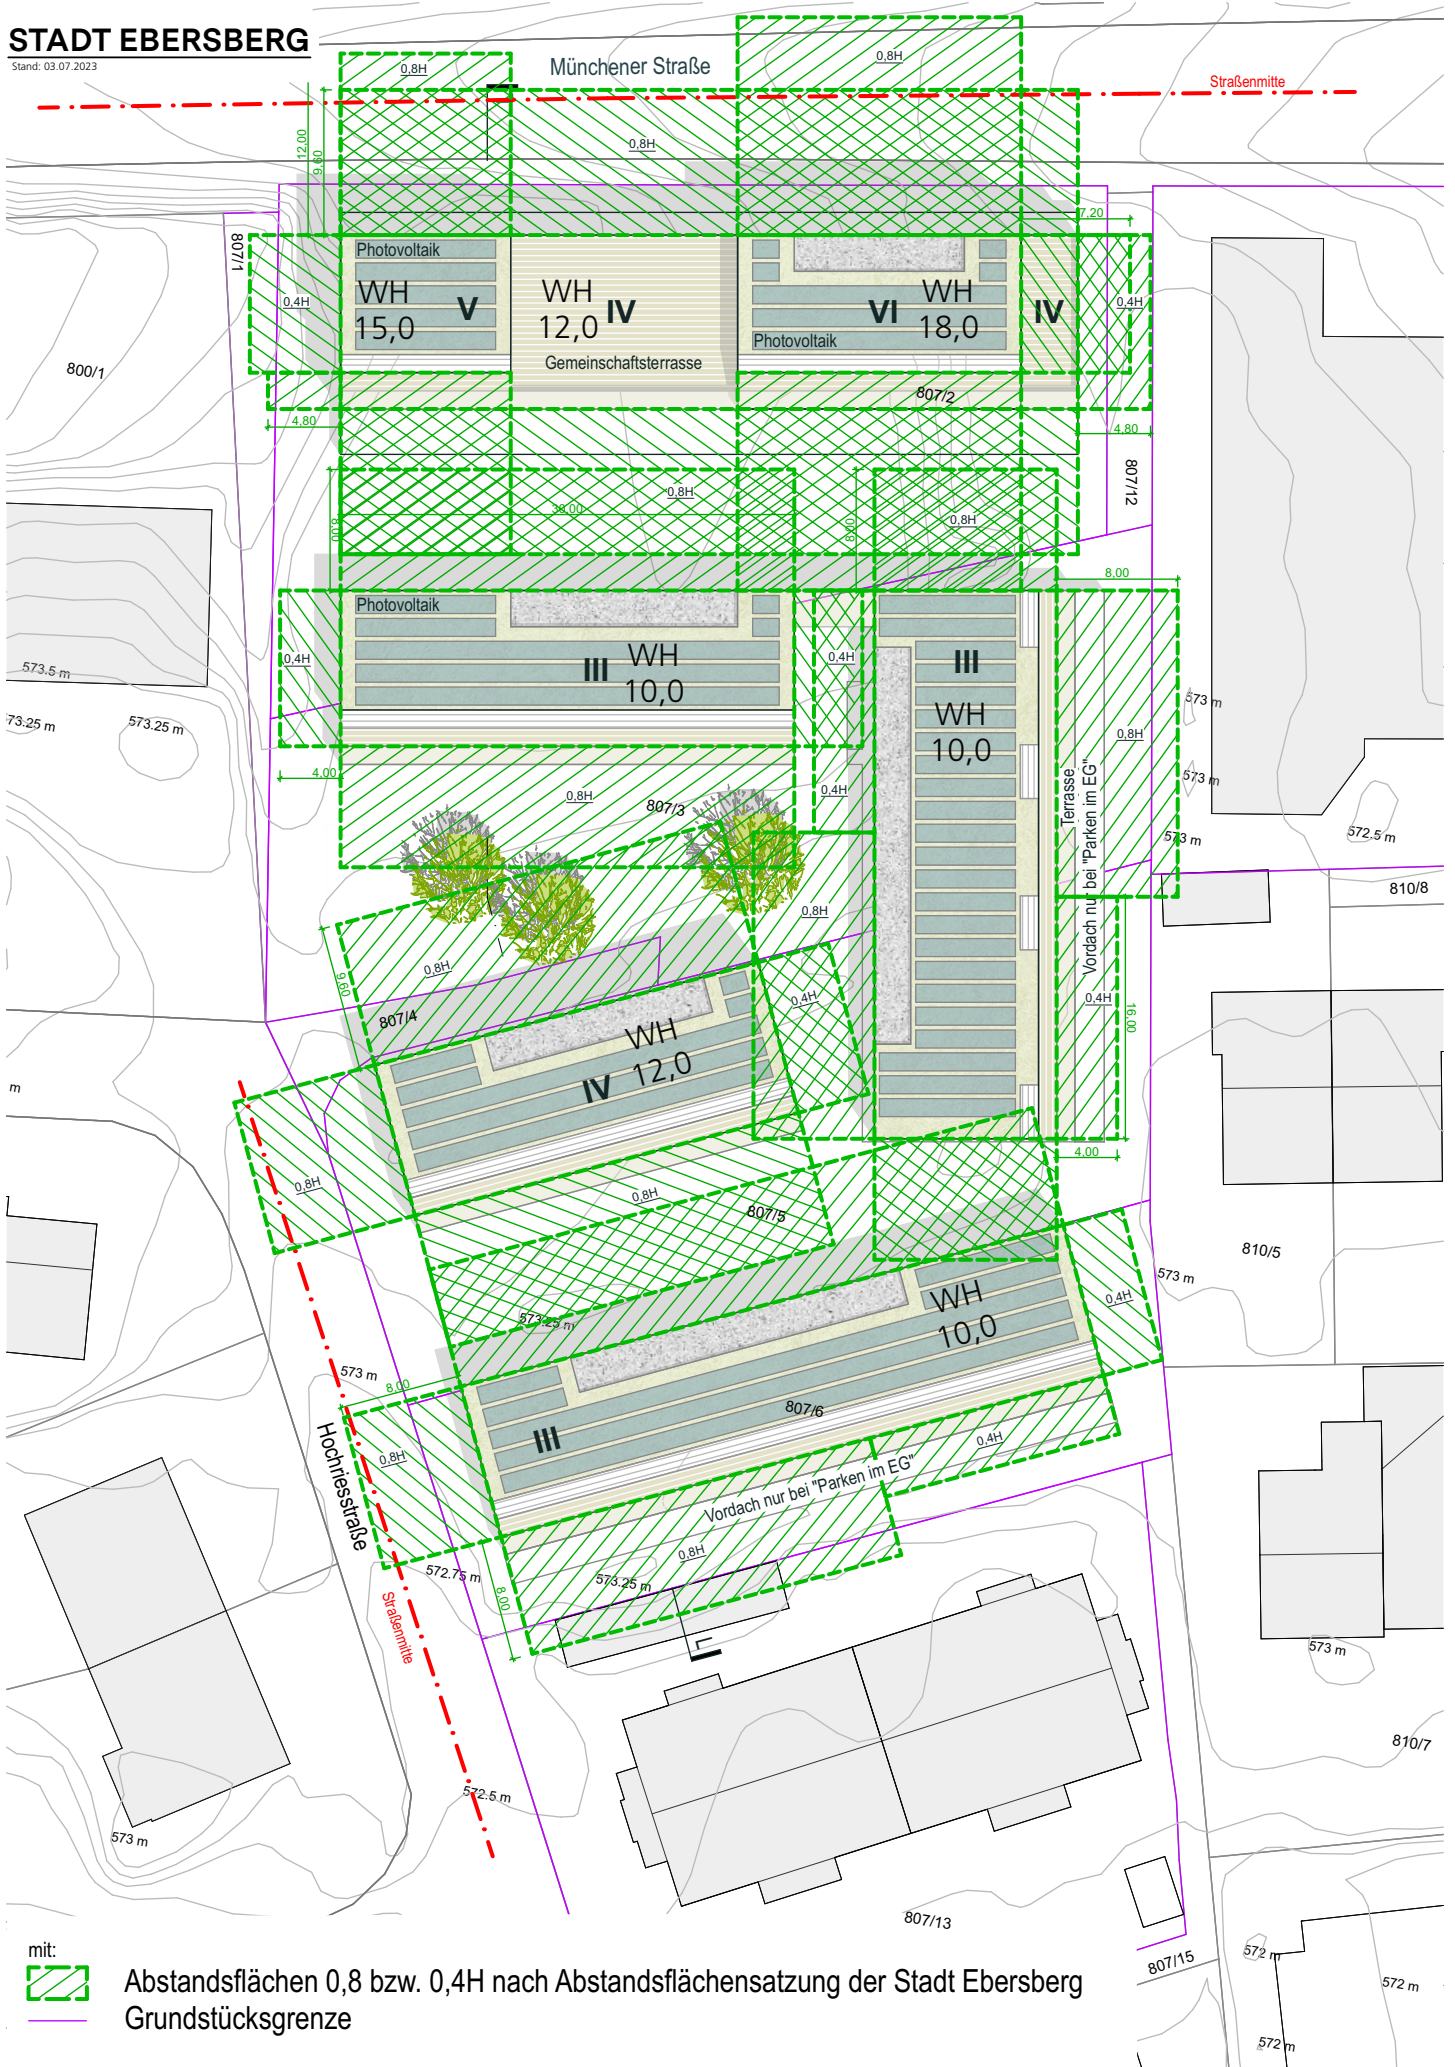 STADT EBERSBERG
Stand: 03.07.2023
Münchener Straße
Straßenmitte
0,8H
0,8H
0,8H
12,00
9,60
7,20
807/1
Photovoltaik
WH
15,0
V
WH
12,0
IV
Gemeinschaftsterrasse
VI
WH
18,0
Photovoltaik
IV
0,4H
0,4H
800/1
807/2
4,80
4,80
807/12
0,8H
30,00
8,00
8,00
0,8H
8,00
Photovoltaik
III
WH
10,0
0,4H
0,4H
III
WH
10,0
573.5 m
73.25 m
573.25 m
573 m
0,8H
573 m
573 m
572.5 m
4,00
0,8H
807/3
0,4H
Terrasse
Vordach nur bei "Parken im EG"
810/8
0,8H
0,8H
9,60
0,4H
0,4H
16,00
807/4
WH
12,0
IV
m
4,00
0,8H
0,8H
807/5
810/5
573 m
0,4H
573.25 m
WH
10,0
573 m
8,00
807/6
III
0,8H
0,4H
Hochriesstraße
Vordach nur bei "Parken im EG"
0,8H
572.75 m
573.25 m
8,00
Straßenmitte
L
573 m
810/7
572.5 m
573 m
807/13
807/15
572 m
572 m
572 m
mit:
Abstandsflächen 0,8 bzw. 0,4H nach Abstandsflächensatzung der Stadt Ebersberg
Grundstücksgrenze